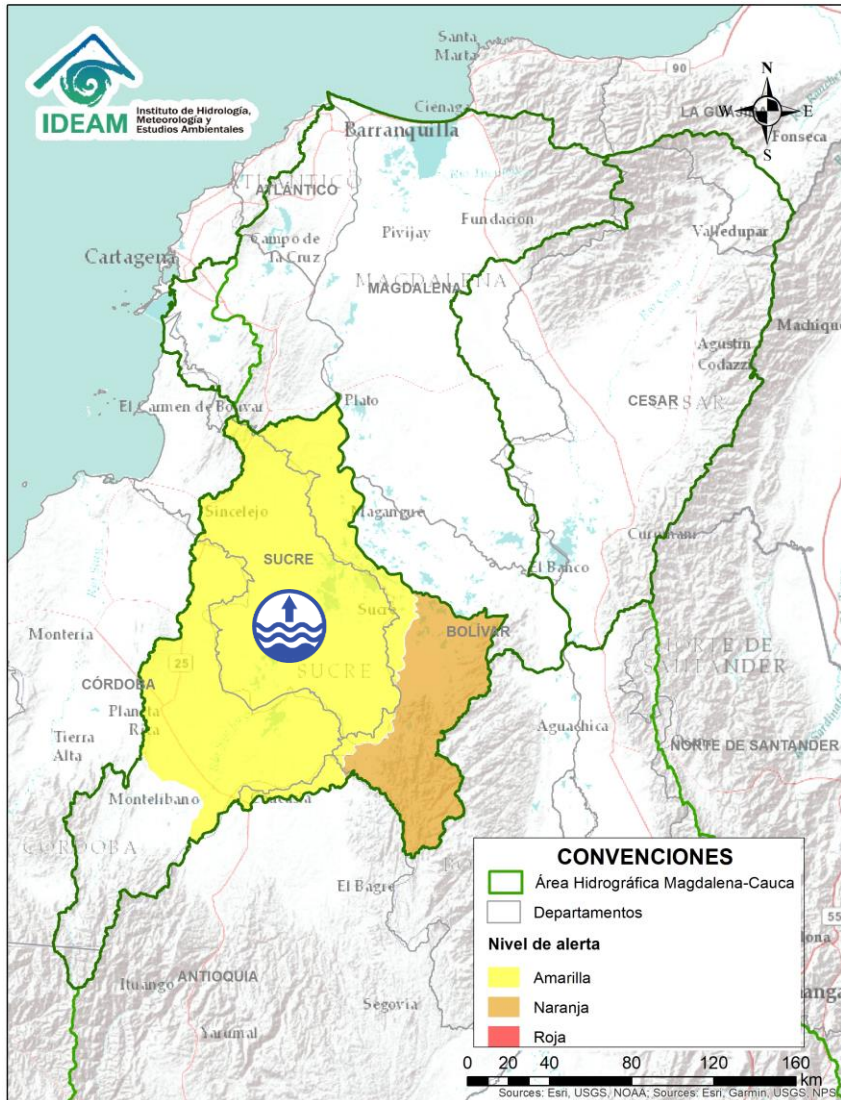 Santa
Marta
90
N
W
E
S
LA GUAJIRA
Fonseca
IDEAM
Instituto de Hidrología,
Meteorología y
Estudios Ambientales
Ciénaga
Barranquilla
ATLÁNTICO
Fundación
Pivijay
Valledupar
Campo de
la Cruz
Cartagena
MAGDALENA
MAGDALENA
Machique
Agustín
Codazzi
CESAR
CESAR
El Carmen de Bolívar
Plato
Sincelejo
Magangué
Curumaní
SUCRE
El Banco
Sucre
BOLÍVAR
Montería
NORTE DE
SANTANDER
25
SUCRE
CÓRDOBA
Planeta
Rica
Aguachica
Tierra
Alta
NORTE DE SANTANDER
Montelíbano
CÓRDOBA
El Bagre
Ituango
ANTIOQUIA
Segovia
Yarumal
CONVENCIONES
Área Hidrográfica Magdalena-Cauca
Departamentos
Nivel de alerta
Amarilla
Naranja
Roja
55
0 20 40 80 120 160
km
Sources: Esri, USGS, NOAA; Sources: Esri, Garmin, USGS, NPS